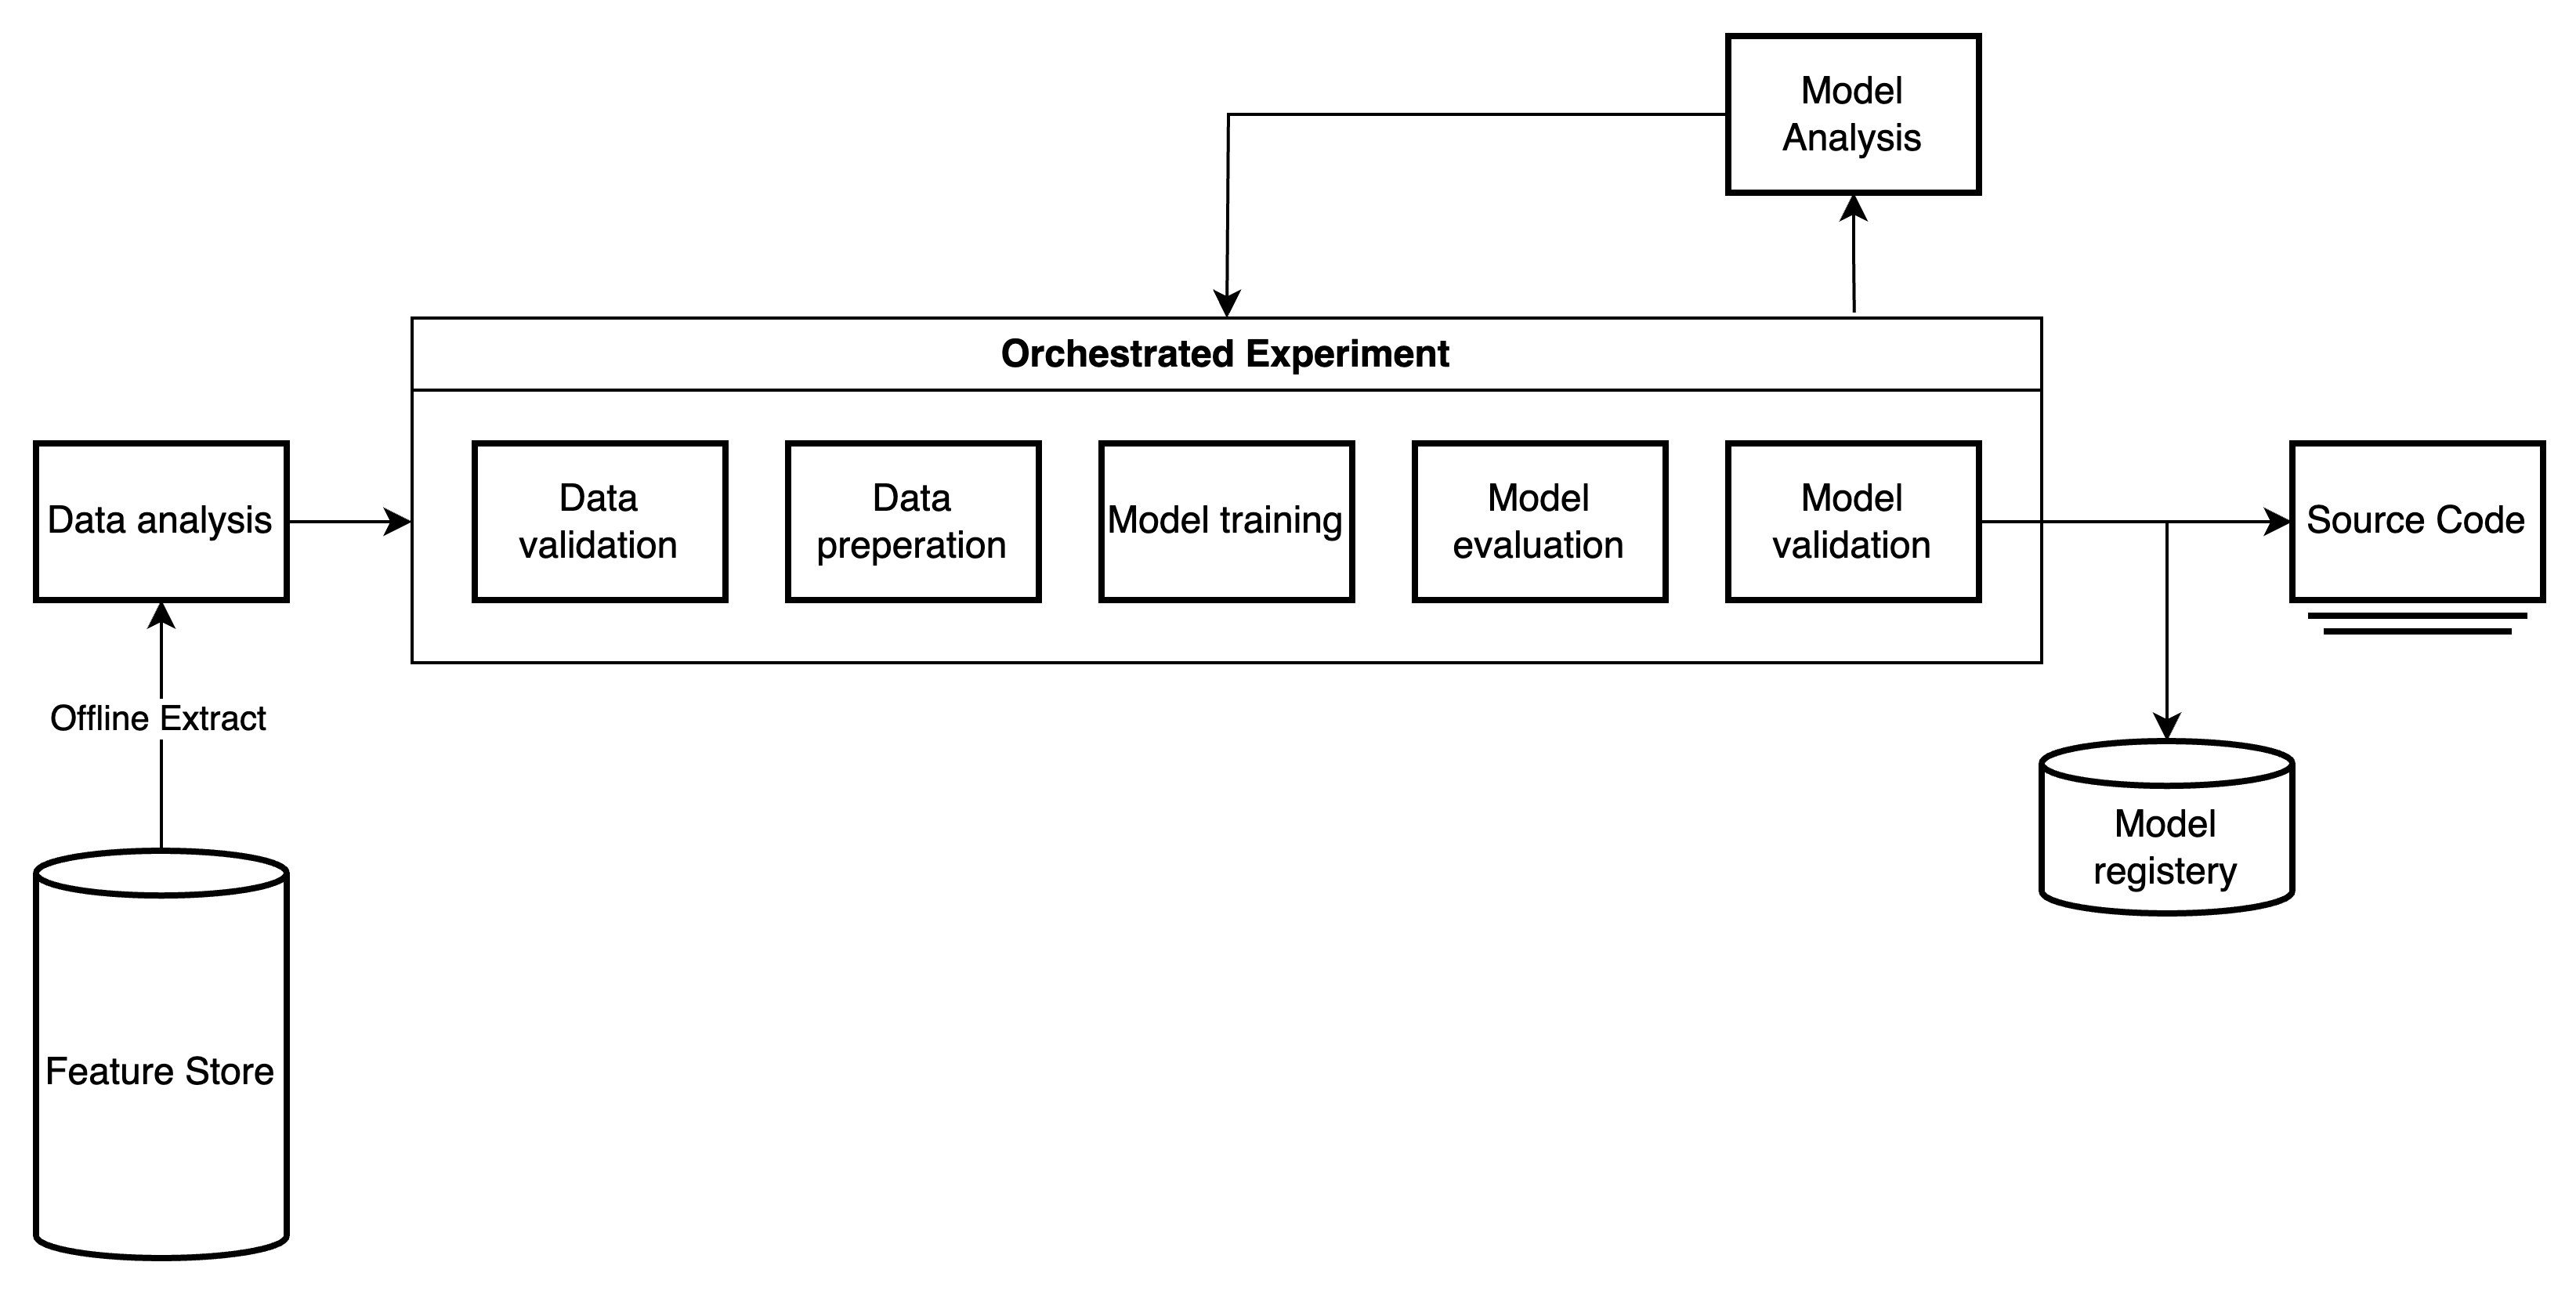 Model
Analysis
Orchestrated Experiment
Data analysis
Data
validation
Data
preperation
Model training
Model
evaluation
Model
validation
Source Code
Offline Extract
Model
registery
Feature Store